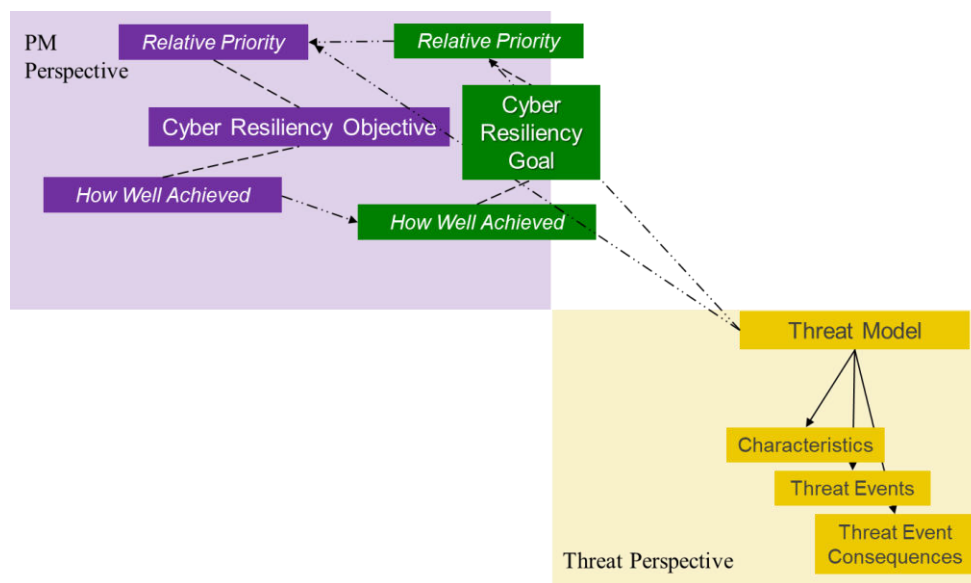 PM
Perspective
Relative Priority
Relative Priority
Cyber Resiliency Objective
Cyber
Resiliency
Goal
How Well Achieved
How Well Achieved
Threat Model
Characteristics
Threat Events
Threat Event
Consequences
Threat Perspective